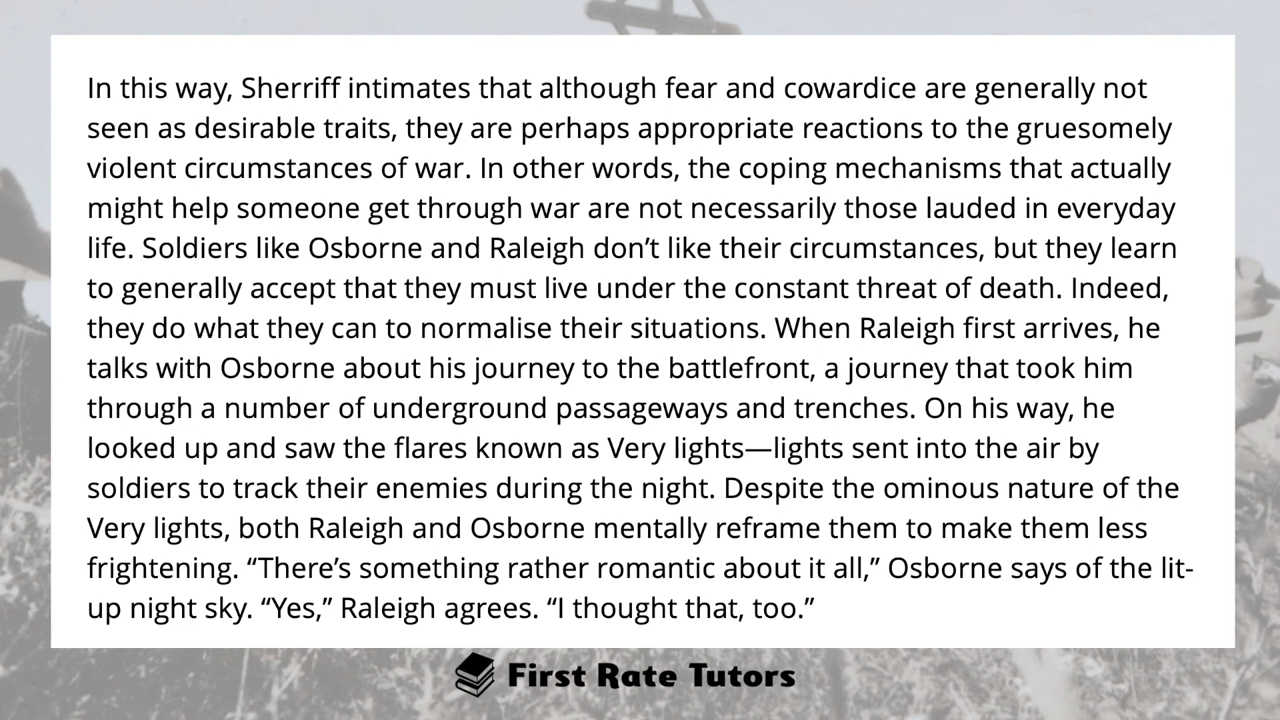 In this way, Sherriff intimates that although fear and cowardice are generally not
seen as desirable traits, they are perhaps appropriate reactions to the gruesomely
violent circumstances of war. In other words, the coping mechanisms that actually
might help someone get through war are not necessarily those lauded in everyday
life. Soldiers like Osborne and Raleigh don’t like their circumstances, but they learn
to generally accept that they must live under the constant threat of death. Indeed,
they do what they can to normalise their situations. When Raleigh first arrives, he
talks with Osborne about his journey to the battlefront, a journey that took him
through a number of underground passageways and trenches. On his way, he
looked up and saw the flares known as Very lights—lights sent into the air by
soldiers to track their enemies during the night. Despite the ominous nature of the
Very lights, both Raleigh and Osborne mentally reframe them to make them less
frightening. “There’s something rather romantic about it all,” Osborne says of the lit-
up night sky. “Yes,” Raleigh agrees. “I thought that, too.”
First Rate Tutors